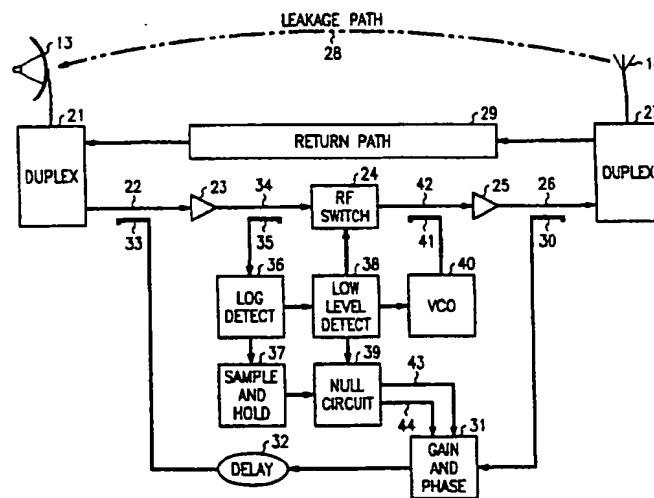 LEAKAGE PATH
28
13
21
DUPLEX
29
RETURN PATH
27
DUPLEX
22
33
23
34
35
24
RF
SWITCH
42
41
25
26
30
36
LOG
DETECT
38
LOW
LEVEL
DETECT
40
VCO
37
SAMPLE
AND
HOLD
39
NULL
CIRCUIT
43
44
31
GAIN
AND
PHASE
32
DELAY